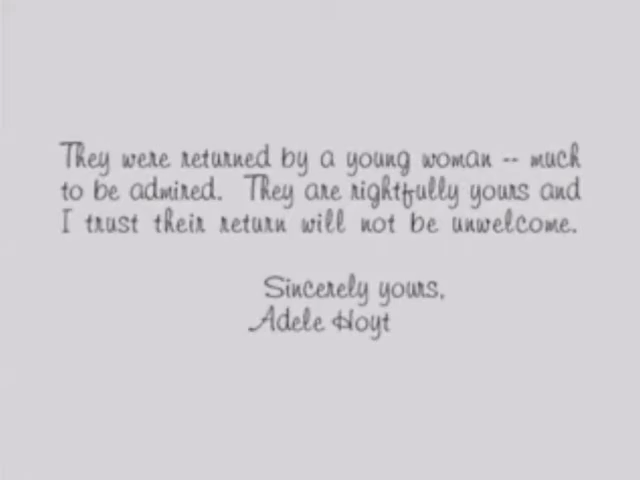 They were returned by a young woman -- much
to be admired. They are rightfully yours and
I trust their return will not be unwelcome.
Sincerely yours,
Adele Hoyt